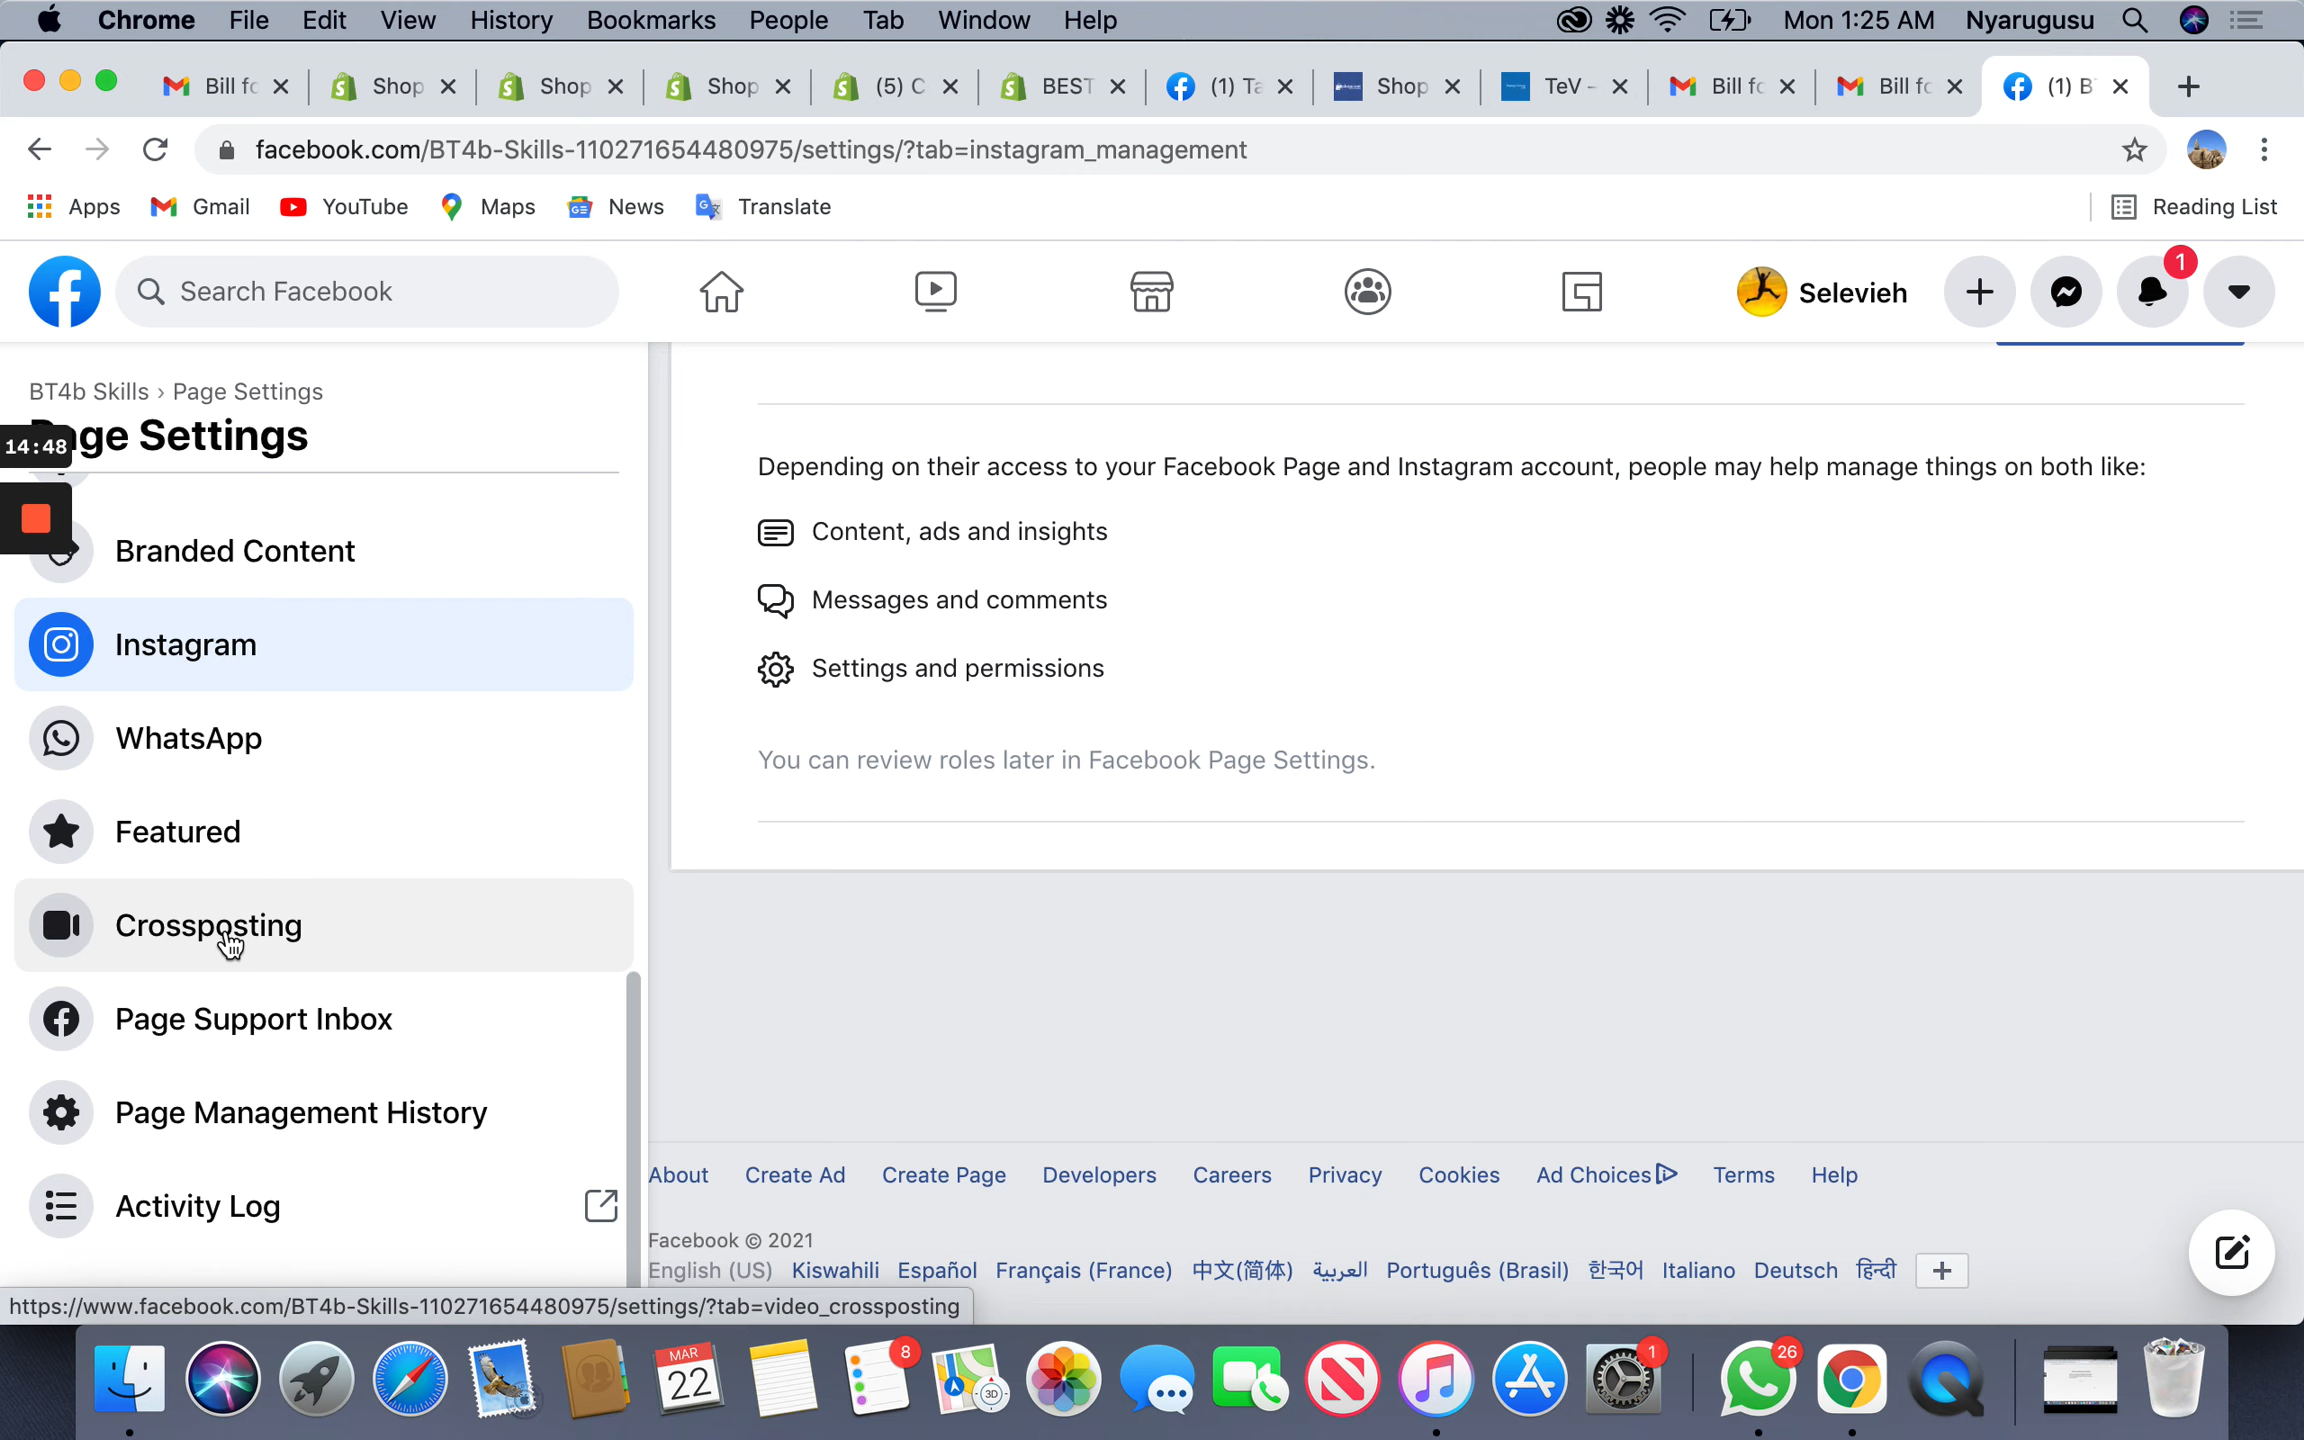 Chrome File Edit View History Bookmarks People Tab Window Help Mon 1:25 AM Nyarugusu
Bill fo Shop Shop Shop (5) C BEST (1) Ta Shop TeV - Bill fo Bill fo (1) B
facebook.com/BT4b-Skills-110271654480975/settings/?tab=instagram_management
Apps Gmail YouTube Maps News Translate Reading List
Search Facebook Selevieh 1
BT4b Skills › Page Settings
age Settings
14:48
Branded Content
Instagram
WhatsApp
Featured
Crossposting
Page Support Inbox
Page Management History
Activity Log
Depending on their access to your Facebook Page and Instagram account, people may help manage things on both like:
Content, ads and insights
Messages and comments
Settings and permissions
You can review roles later in Facebook Page Settings.
About Create Ad Create Page Developers Careers Privacy Cookies Ad Choices Terms Help
Facebook © 2021
English (US) Kiswahili Español Français (France) 中文(简体) العربية Português (Brasil) 한국어 Italiano Deutsch हिन्दी
https://www.facebook.com/BT4b-Skills-110271654480975/settings/?tab=video_crossposting
MAR 22 8 3D 1 26